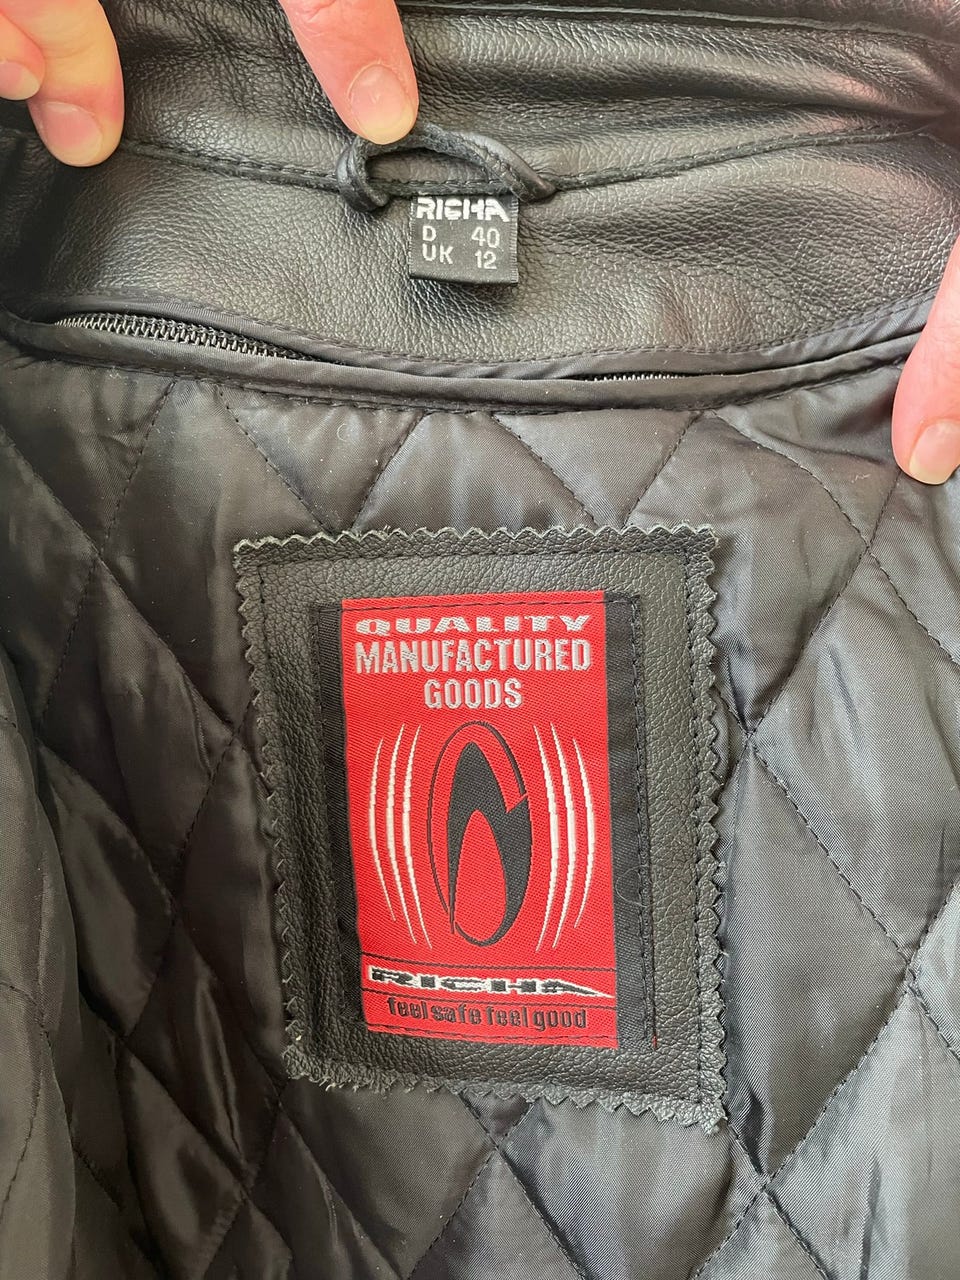 RICHA
D 40
UK 12
QUALITY
MANUFACTURED
GOODS
RICHA
feel safe feel good